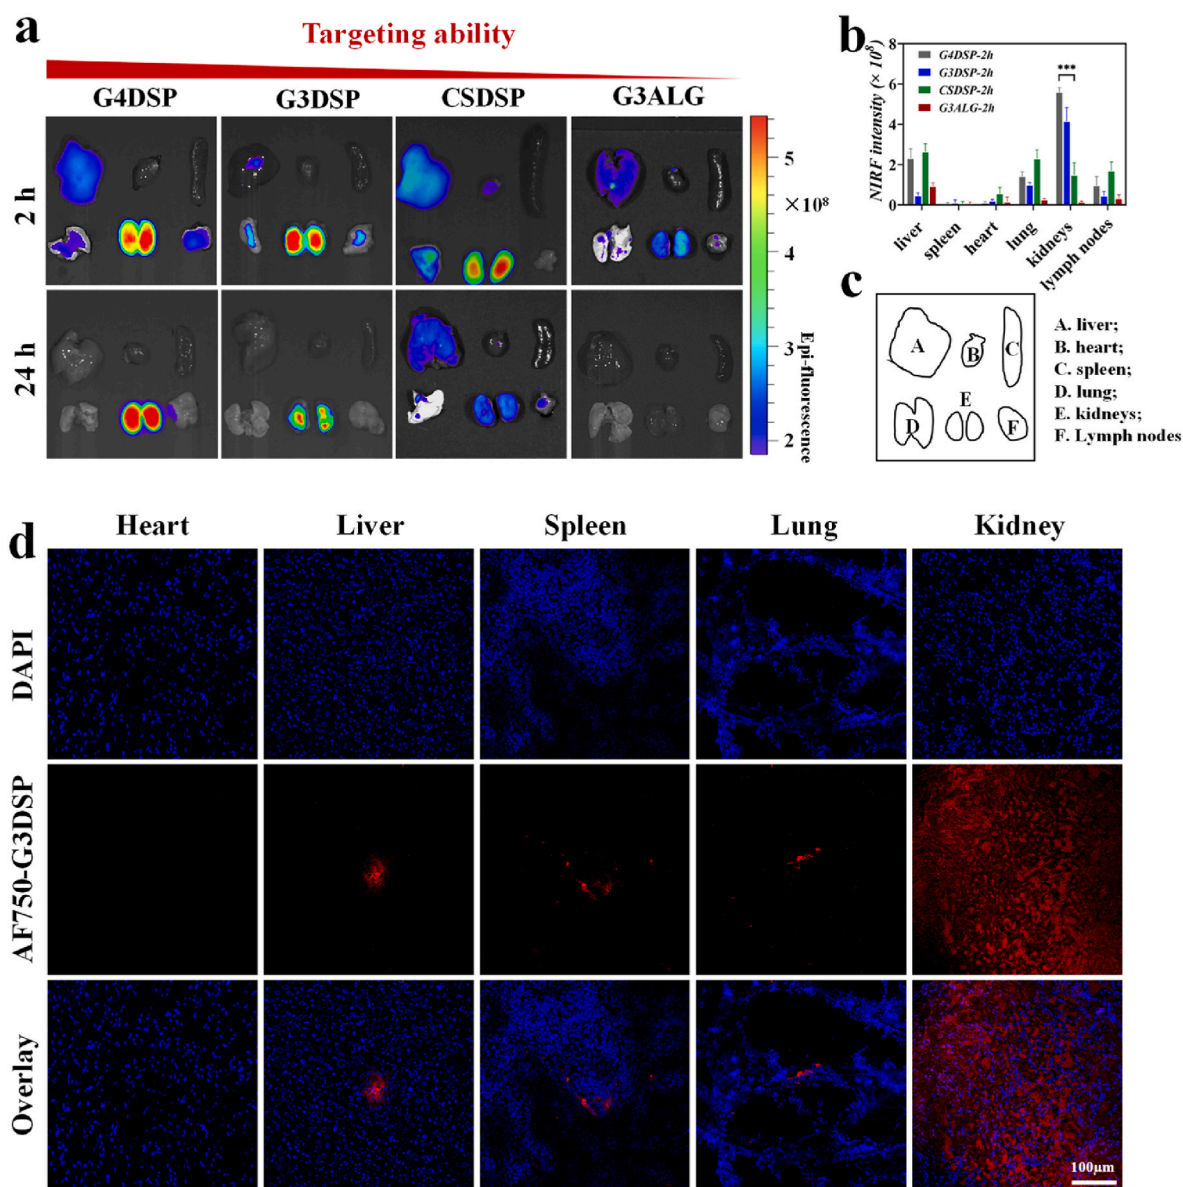 a
Targeting ability
G4DSP
G3DSP
CSDSP
G3ALG
2 h
24 h
5
×10⁸
4
3
2
Epi-fluorescence
b
NIRF intensity (× 10⁸)
8
6
4
2
0
G4DSP-2h
G3DSP-2h
CSDSP-2h
G3ALG-2h
***
liver
spleen
heart
lung
kidneys
lymph nodes
c
A
B
C
D
E
F
A. liver;
B. heart;
C. spleen;
D. lung;
E. kidneys;
F. Lymph nodes
d
Heart
Liver
Spleen
Lung
Kidney
DAPI
AF750-G3DSP
Overlay
100μm